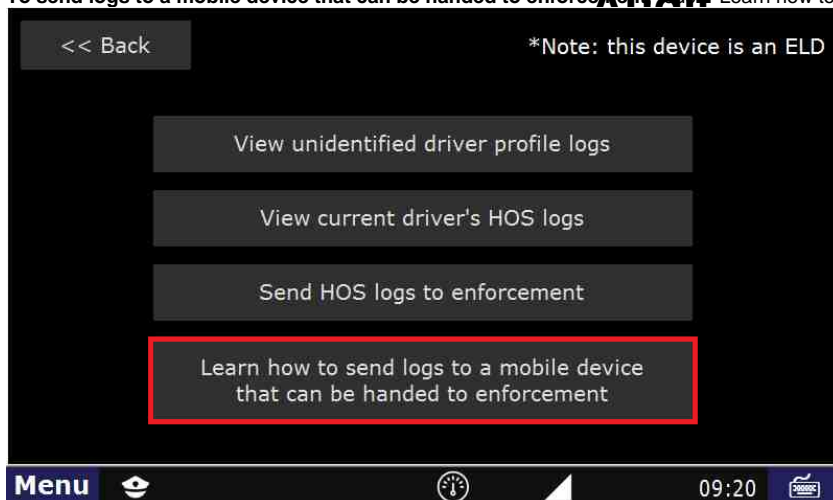 To send logs to a mobile device that can be handed to Learn how to
<< Back
*Note: this device is an ELD
View unidentified driver profile logs
View current driver's HOS logs
Send HOS logs to enforcement
Learn how to send logs to a mobile device
that can be handed to enforcement
Menu
09:20